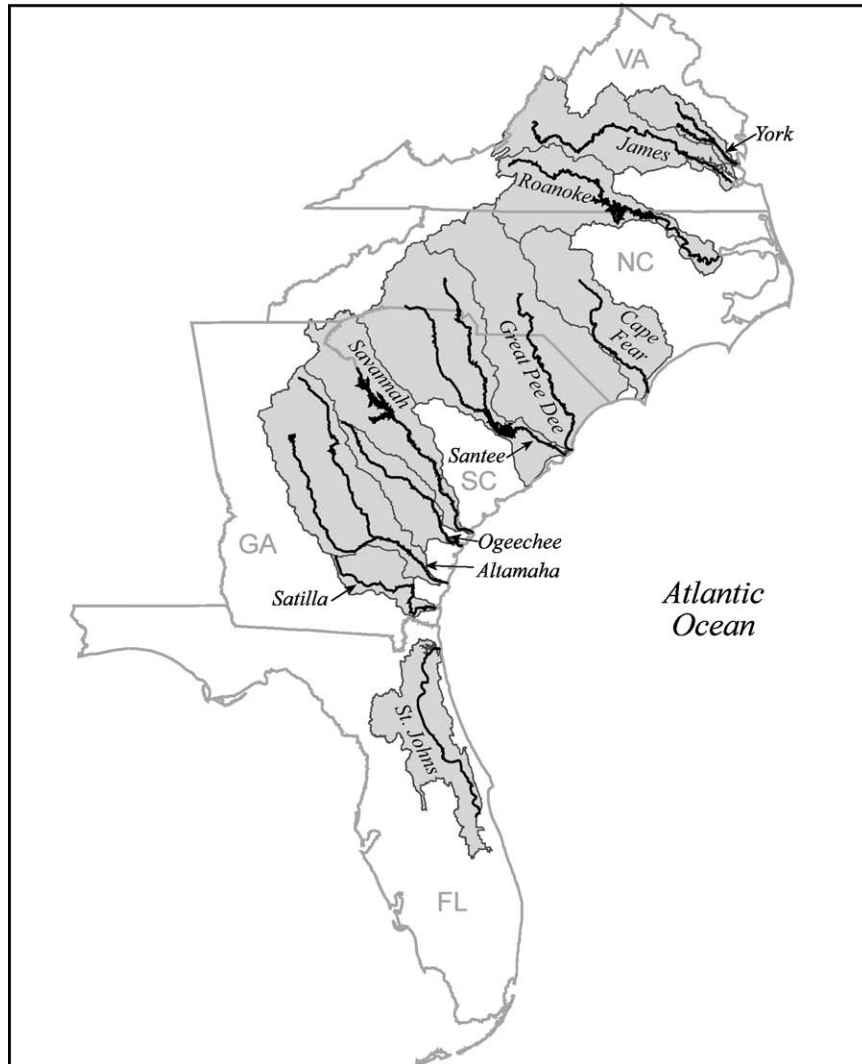 VA
York
James
Roanoke
NC
Cape
Fear
Great Pee Dee
Savannah
Santee
SC
Ogeechee
GA
Altamaha
Satilla
Atlantic
Ocean
St. Johns
FL